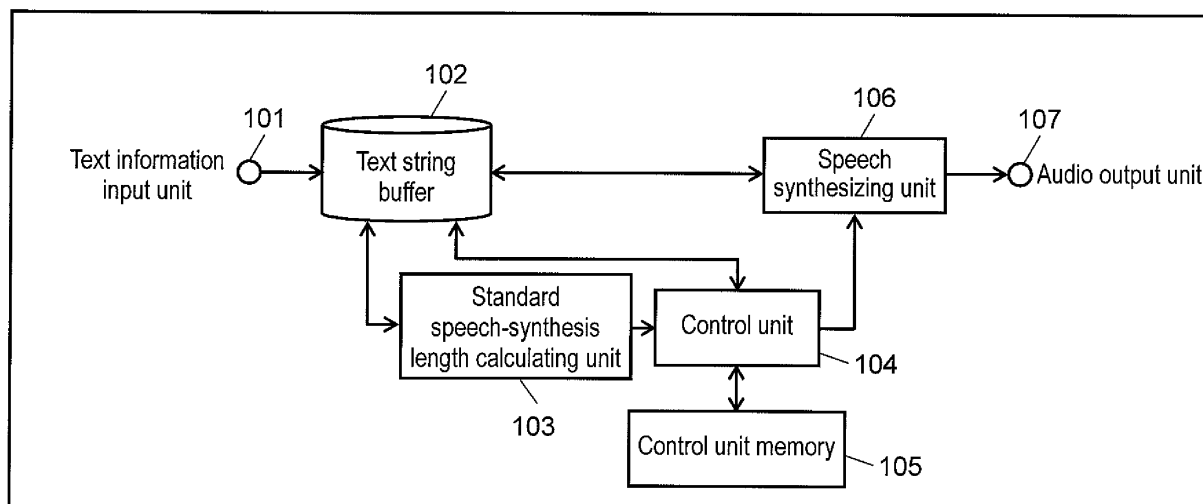 102
106
101
107
Text information
input unit
Text string
buffer
Speech
synthesizing unit
Audio output unit
Standard
speech-synthesis
length calculating unit
Control unit
104
103
Control unit memory
105